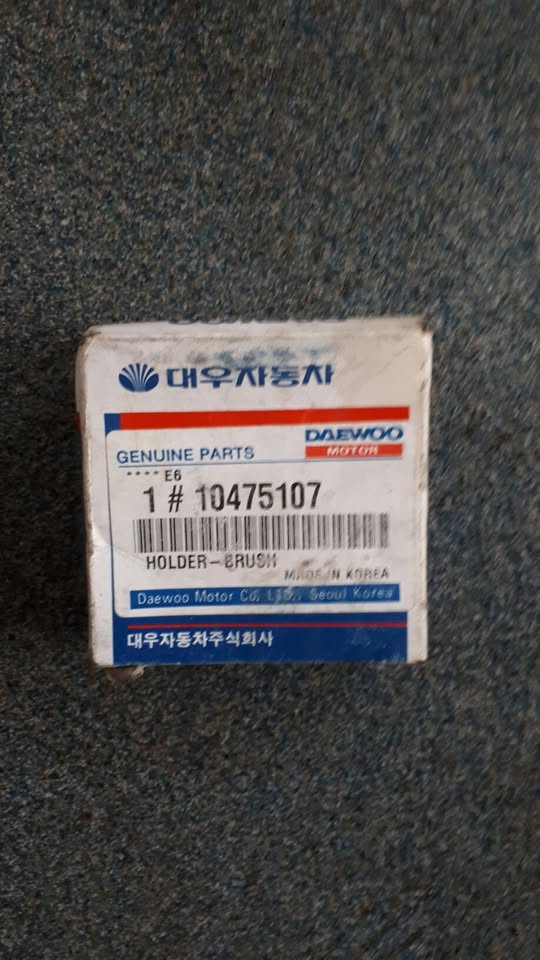 대우자동차
DAEWOO
MOTOR
GENUINE PARTS
**** E6
1 # 10475107
HOLDER-BRUSH
MADE IN KOREA
Daewoo Motor Co, LTD., Seoul Korea
대우자동차주식회사